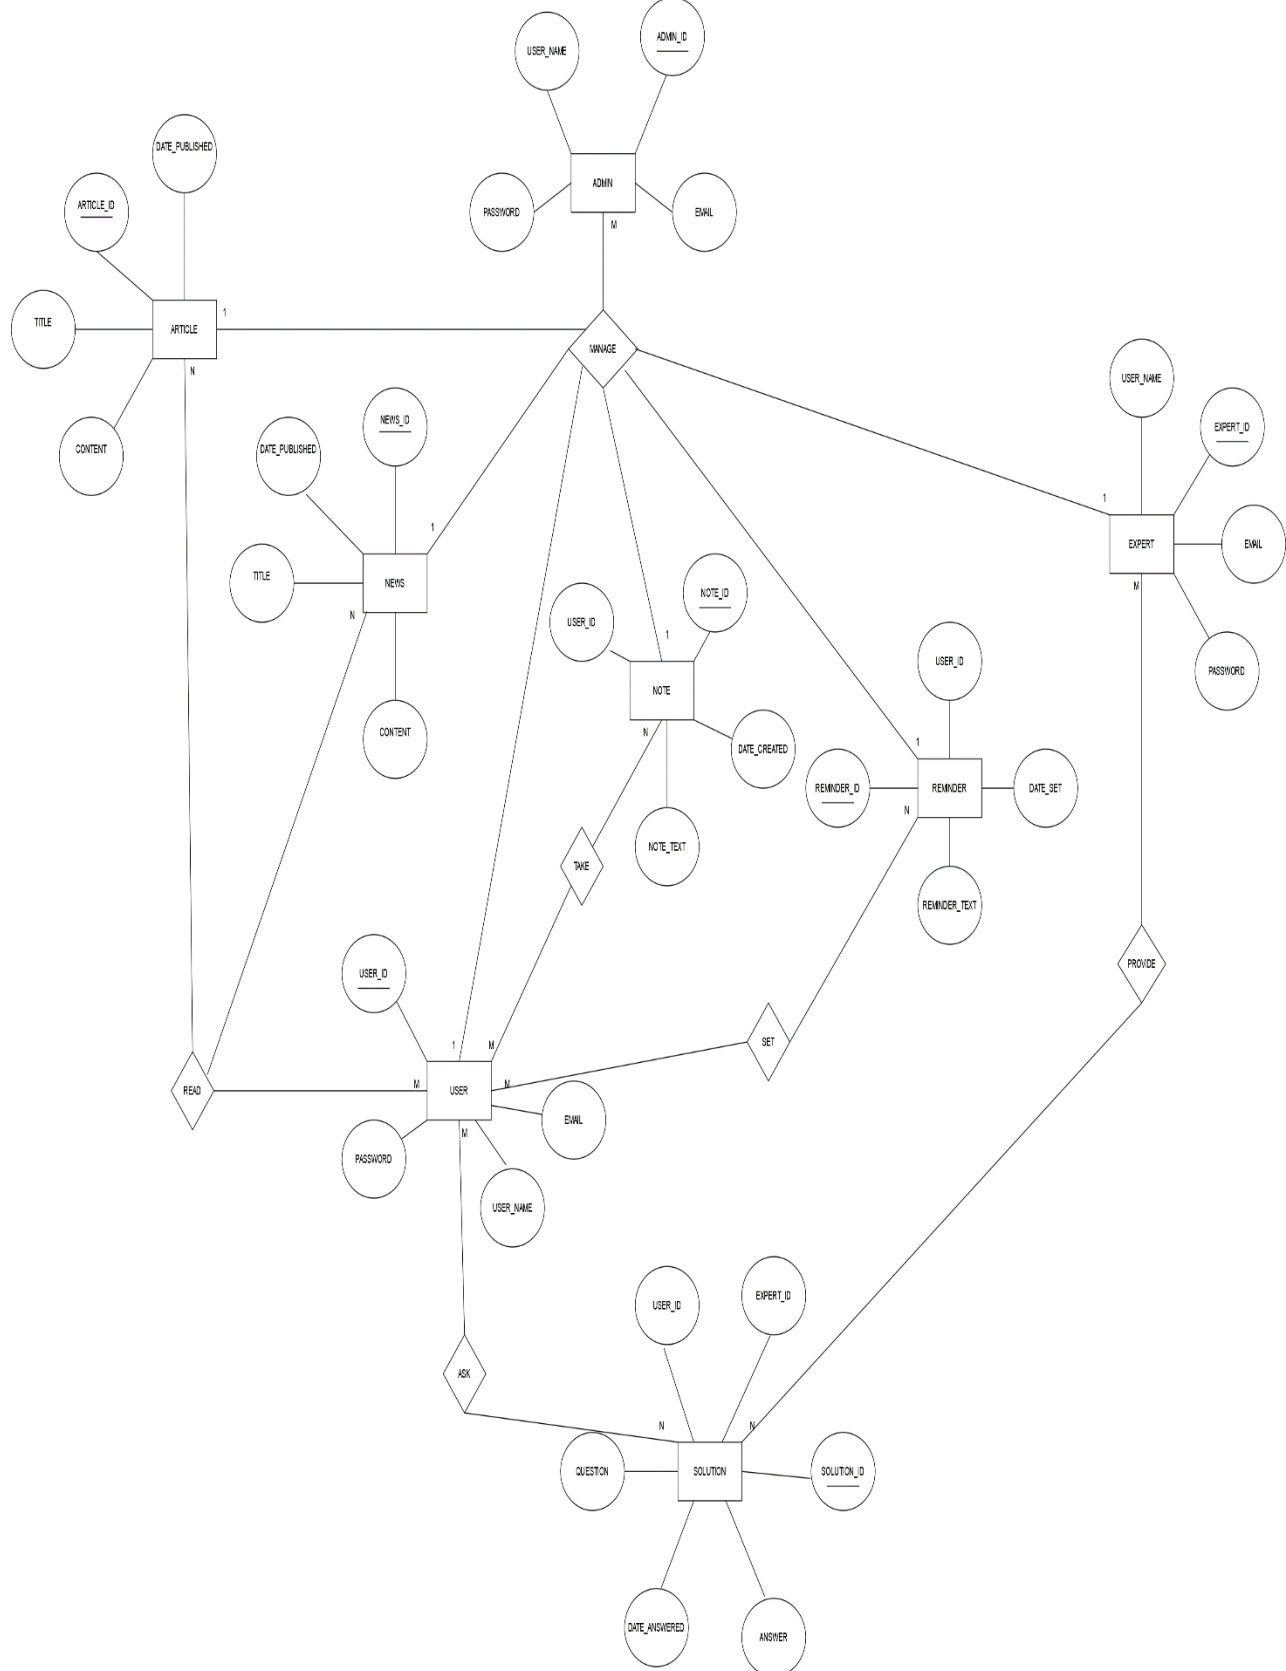 ADMIN_ID
USER_NAME
DATE_PUBLISHED
ADMIN
ARTICLE_ID
PASSWORD
EMAIL
M
1
TITLE
ARTICLE
MANAGE
N
USER_NAME
NEWS_ID
EXPERT_ID
CONTENT
DATE_PUBLISHED
1
1
EXPERT
EMAIL
TITLE
NEWS
M
NOTE_ID
N
USER_ID
1
USER_ID
PASSWORD
NOTE
CONTENT
N
1
DATE_CREATED
REMINDER_ID
REMINDER
DATE_SET
N
NOTE_TEXT
TAKE
REMINDER_TEXT
PROVIDE
USER_ID
SET
1
M
M
M
READ
USER
EMAIL
M
PASSWORD
USER_NAME
EXPERT_ID
USER_ID
ASK
N
N
QUESTION
SOLUTION
SOLUTION_ID
DATE_ANSWERED
ANSWER